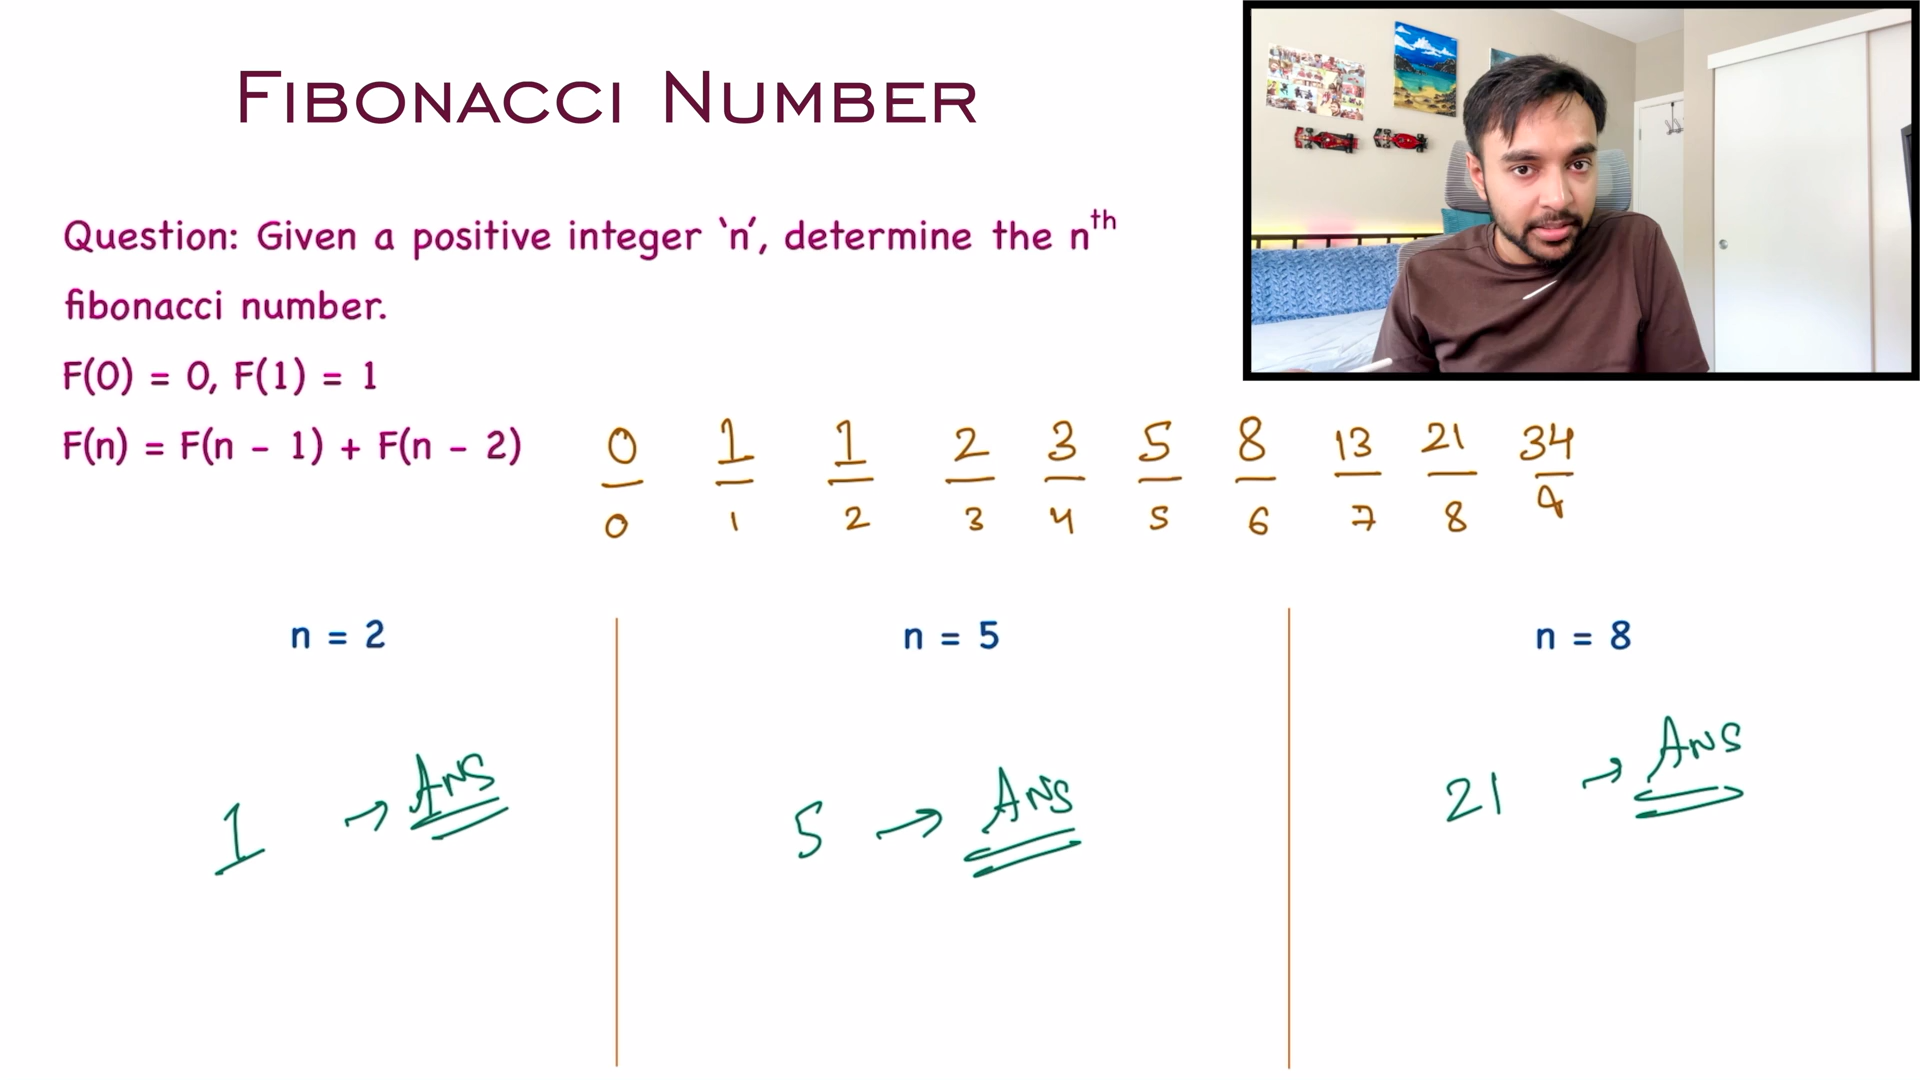 FIBONACCI NUMBER
Question: Given a positive integer ‘n’, determine the nth
fibonacci number.
F(0) = 0, F(1) = 1
F(n) = F(n - 1) + F(n - 2)
0 1 1 2 3 5 8 13 21 34
0 1 2 3 4 5 6 7 8 9
n = 2
n = 5
n = 8
1 → Ans
5 → Ans
21 → Ans